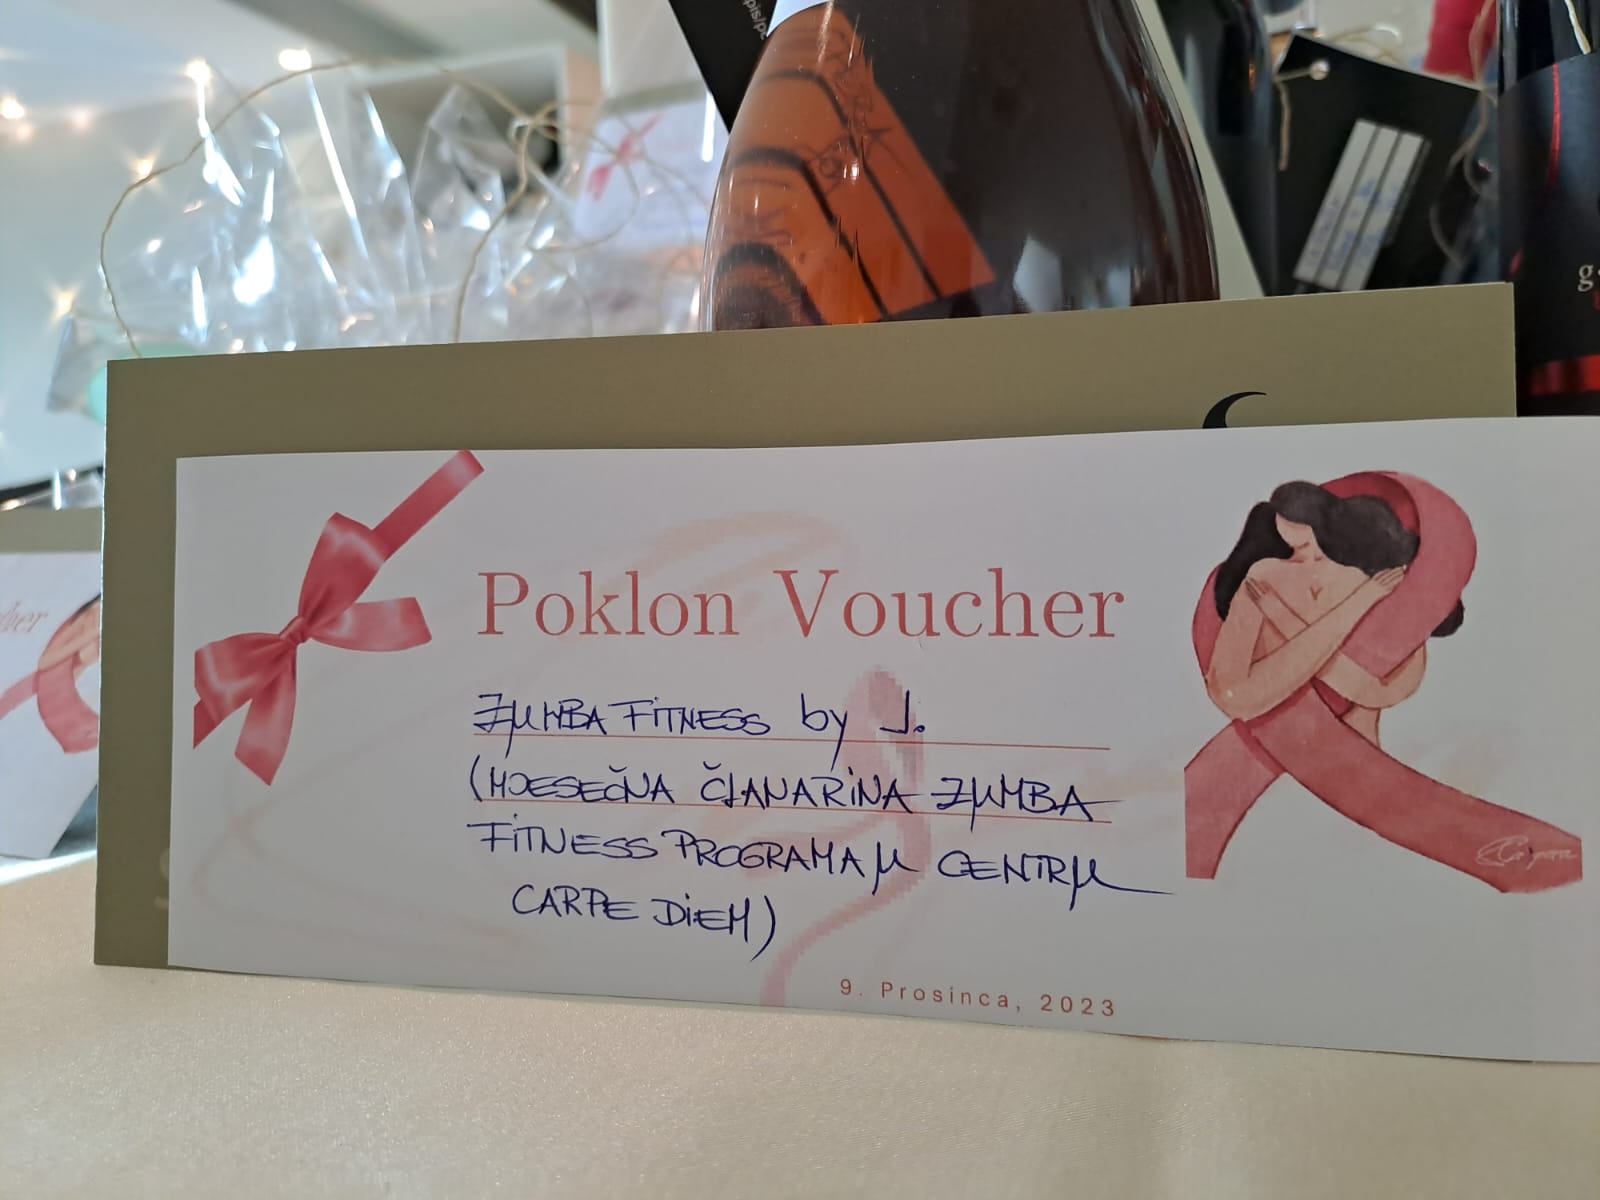 Poklon Voucher
ZUMBA FITNESS by J.
(MJESEČNA ČLANARINA ZUMBA
FITNESS PROGRAMA U CENTRU
CARPE DIEM)
9. Prosinca, 2023